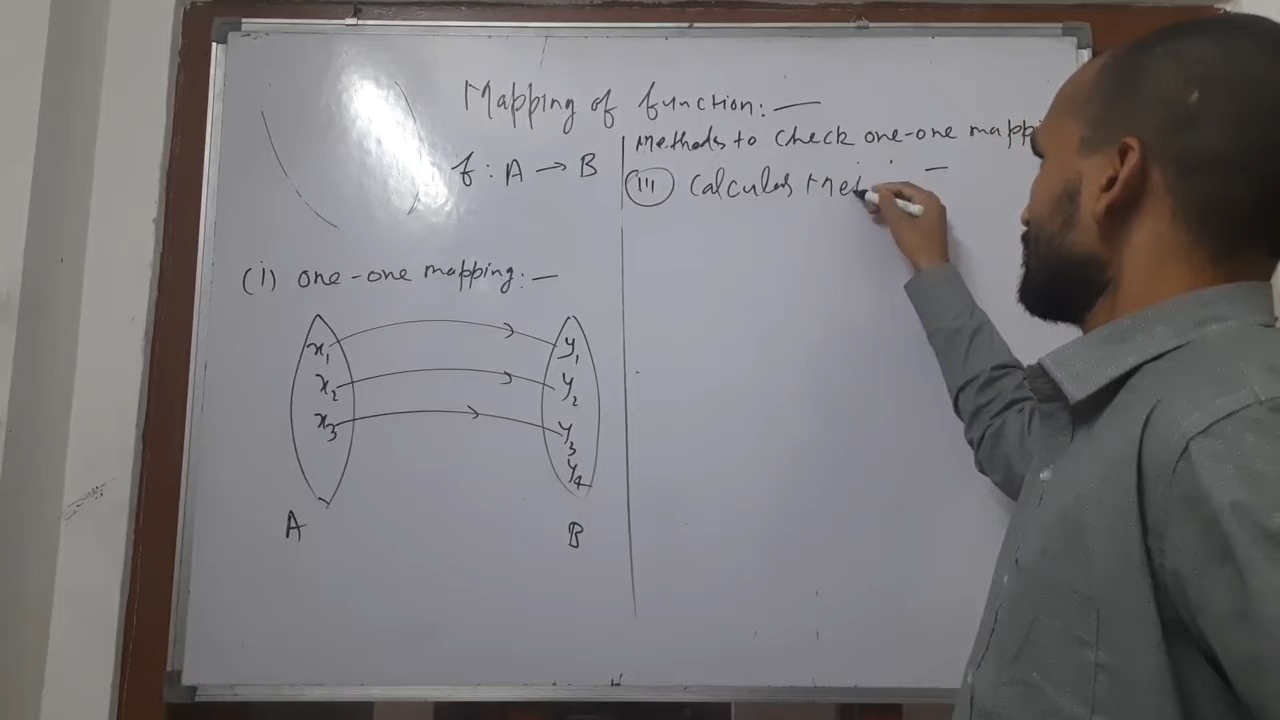 Mapping of function: —
f : A → B
(i) one-one mapping: —
x1
x2
x3
A
y1
y2
y3
y4
B
Methods to check one-one mappi
(III) Calculus Met